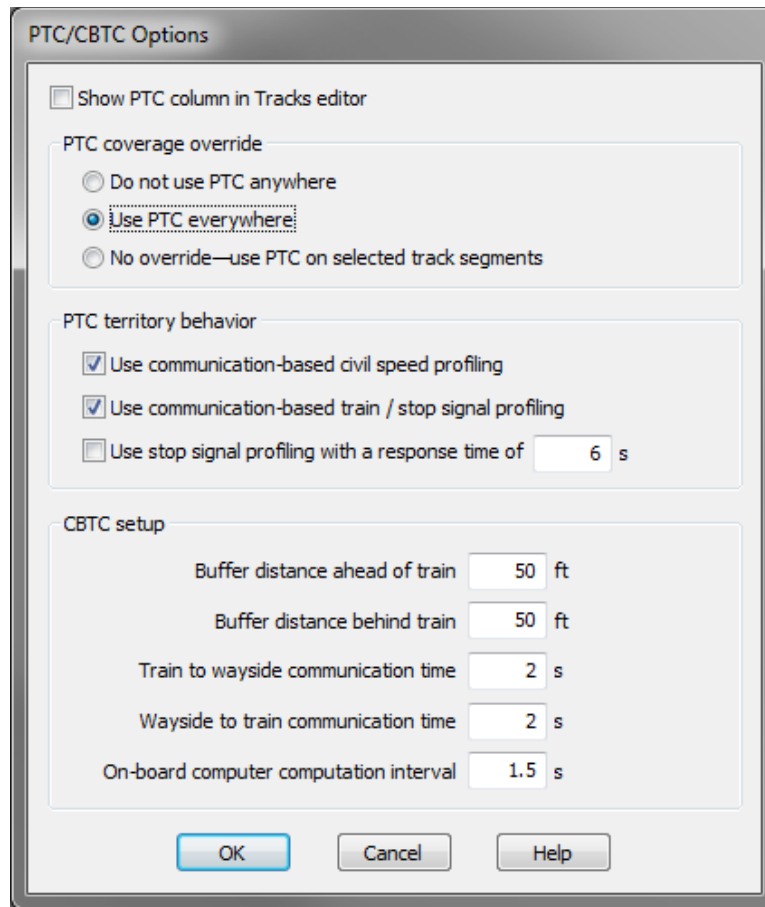 PTC/CBTC Options
Show PTC column in Tracks editor
PTC coverage override
Do not use PTC anywhere
Use PTC everywhere
No override—use PTC on selected track segments
PTC territory behavior
Use communication-based civil speed profiling
Use communication-based train / stop signal profiling
Use stop signal profiling with a response time of 6 s
CBTC setup
Buffer distance ahead of train 50 ft
Buffer distance behind train 50 ft
Train to wayside communication time 2 s
Wayside to train communication time 2 s
On-board computer computation interval 1.5 s
OK Cancel Help